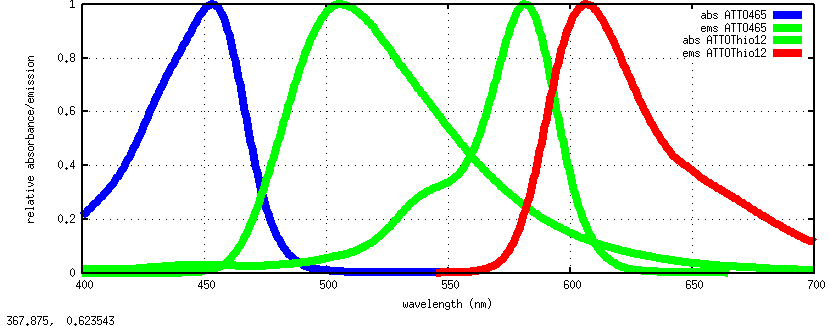 1
0.8
0.6
0.4
0.2
0
400
450
500
550
600
650
700
relative absorbance/emission
wavelength (nm)
abs ATTO465
ems ATTO465
abs ATTOThio12
ems ATTOThio12
367.875, 0.623543